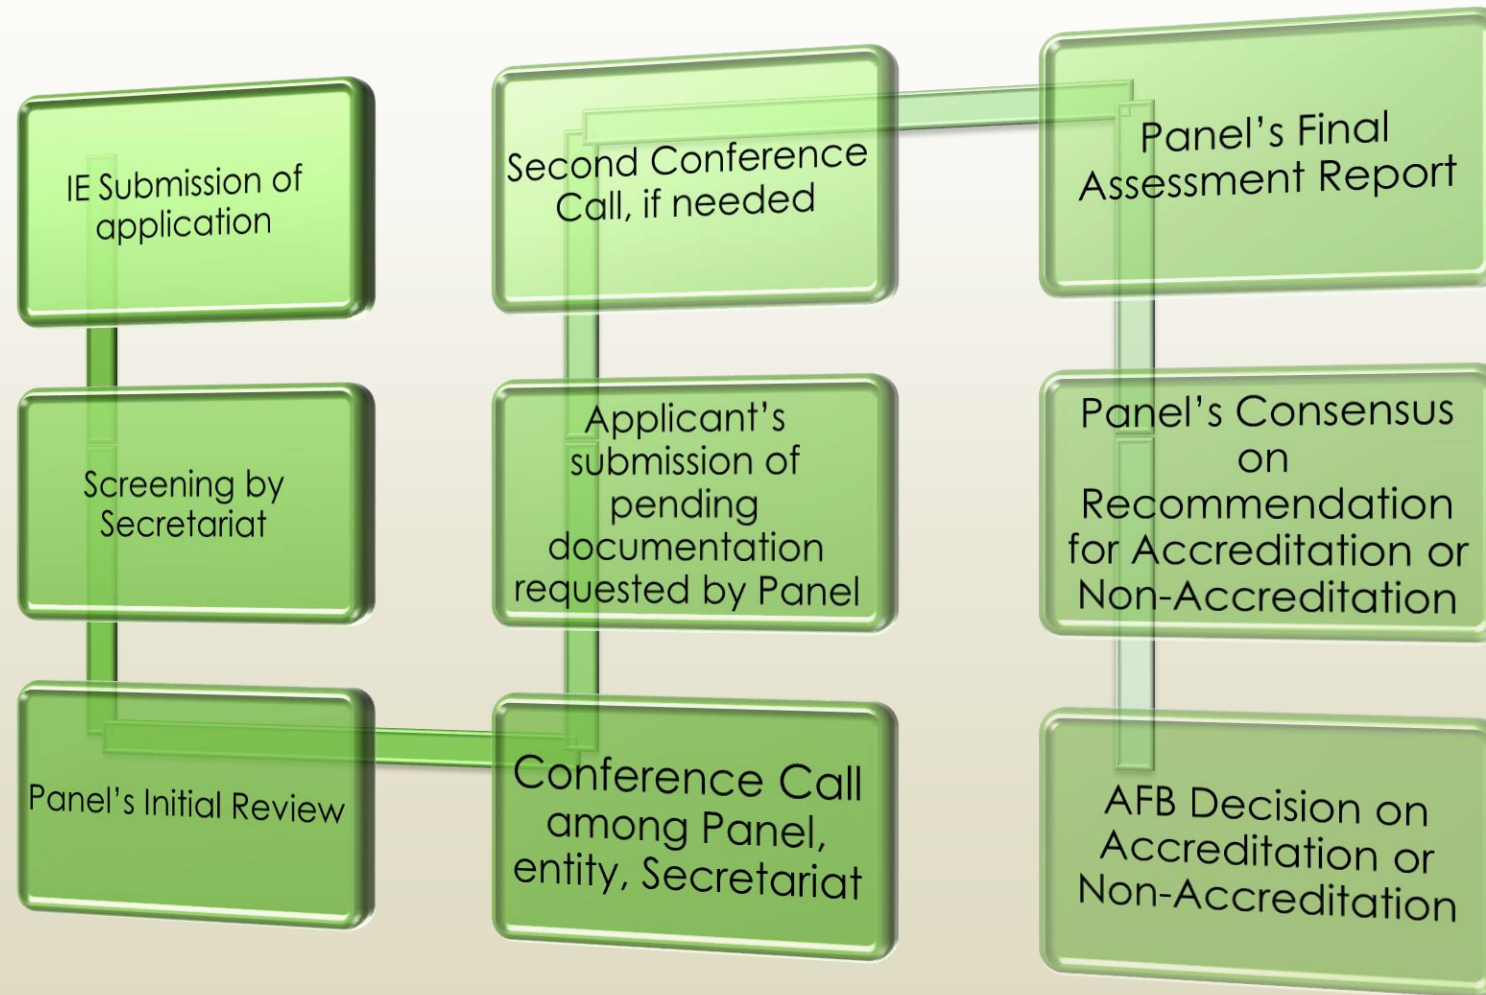 IE Submission of
application
Screening by
Secretariat
Panel's Initial Review
Conference Call
among Panel,
entity, Secretariat
Applicant's
submission of
pending
documentation
requested by Panel
Second Conference
Call, if needed
Panel's Final
Assessment Report
Panel's Consensus
on
Recommendation
for Accreditation or
Non-Accreditation
AFB Decision on
Accreditation or
Non-Accreditation